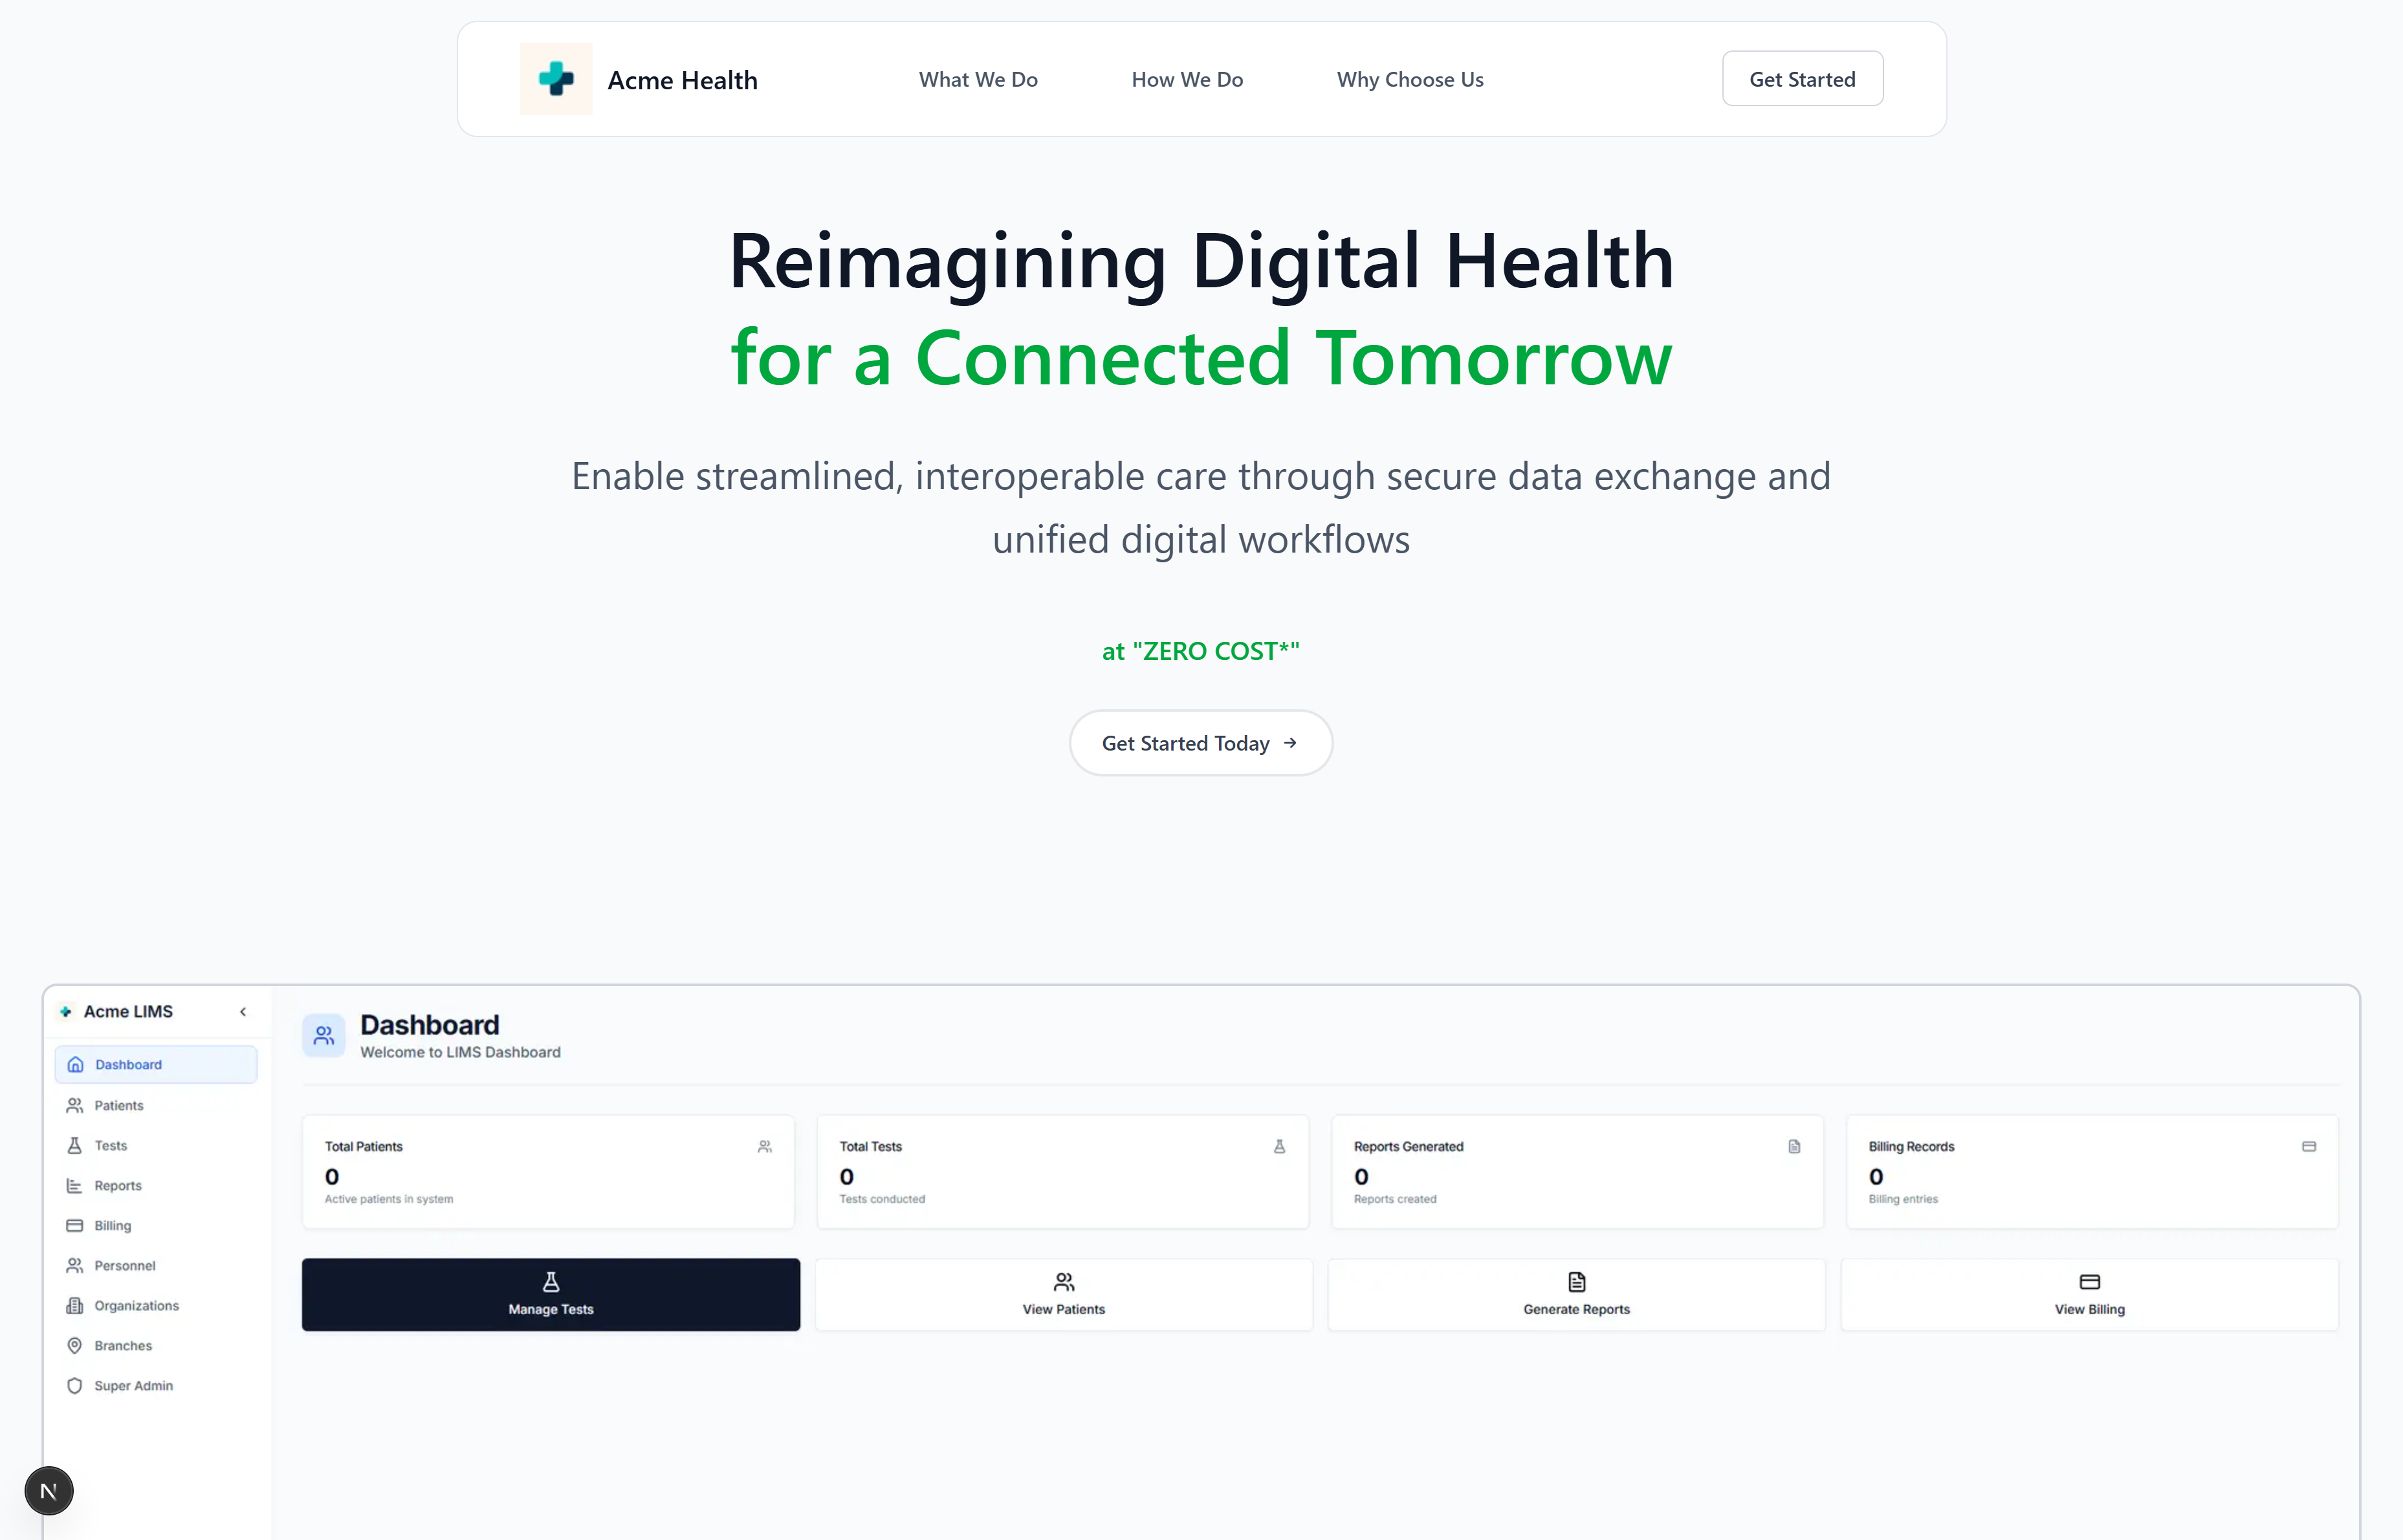 Acme Health
What We Do
How We Do
Why Choose Us
Get Started
Reimagining Digital Health
for a Connected Tomorrow
Enable streamlined, interoperable care through secure data exchange and
unified digital workflows
at "ZERO COST*"
Get Started Today →
Acme LIMS
Dashboard
Patients
Tests
Reports
Billing
Personnel
Organizations
Branches
Super Admin
Dashboard
Welcome to LIMS Dashboard
Total Patients
0
Active patients in system
Total Tests
0
Tests conducted
Reports Generated
0
Reports created
Billing Records
0
Billing entries
Manage Tests
View Patients
Generate Reports
View Billing
N